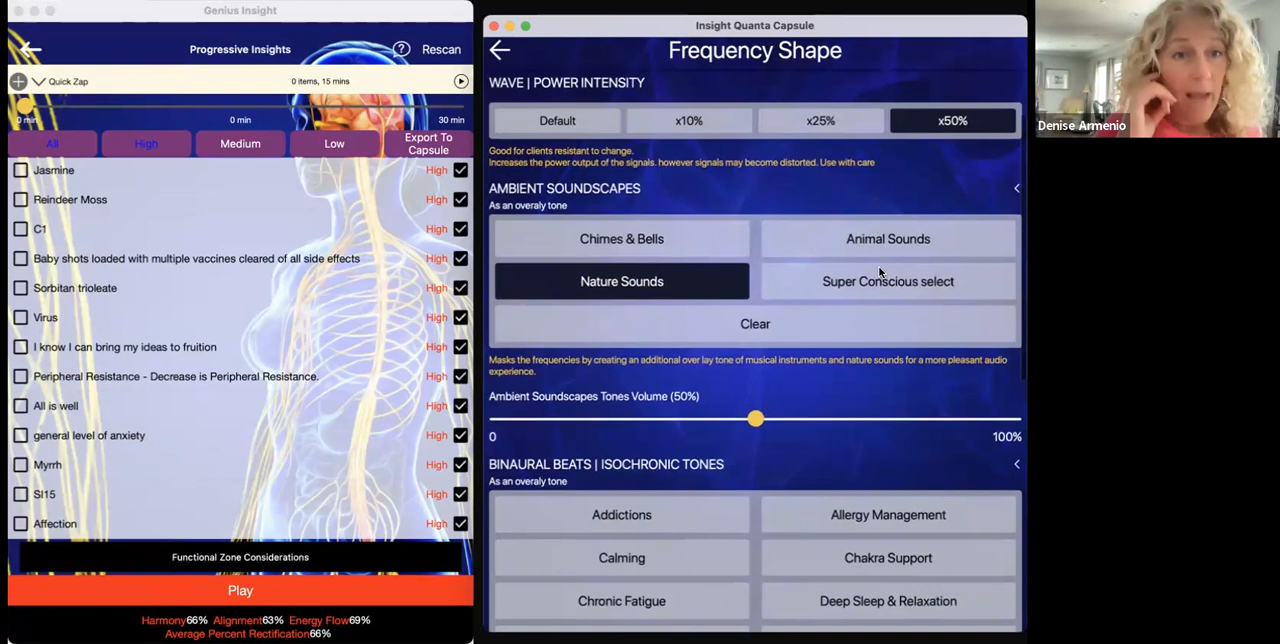 Genius Insight
Progressive Insights
?
Rescan
Quick Zap
0 items, 15 mins
0 min
0 min
30 min
All
High
Medium
Low
Export To
Capsule
Jasmine
High
Reindeer Moss
High
C1
High
Baby shots loaded with multiple vaccines cleared of all side effects
High
Sorbitan trioleate
High
Virus
High
I know I can bring my ideas to fruition
High
Peripheral Resistance - Decrease is Peripheral Resistance.
High
All is well
High
general level of anxiety
High
Myrrh
High
SI15
High
Affection
High
Functional Zone Considerations
Play
Harmony66% Alignment63% Energy Flow69%
Average Percent Rectification66%
Insight Quanta Capsule
Frequency Shape
WAVE | POWER INTENSITY
Default
x10%
x25%
x50%
Good for clients resistant to change.
Increases the power output of the signals. however signals may become distorted. Use with care
AMBIENT SOUNDSCAPES
As an overaly tone
Chimes & Bells
Animal Sounds
Nature Sounds
Super Conscious select
Clear
Masks the frequencies by creating an additional over lay tone of musical instruments and nature sounds for a more pleasant audio
experience.
Ambient Soundscapes Tones Volume (50%)
0
100%
BINAURAL BEATS | ISOCHRONIC TONES
As an overaly tone
Addictions
Allergy Management
Calming
Chakra Support
Chronic Fatigue
Deep Sleep & Relaxation
Denise Armenio